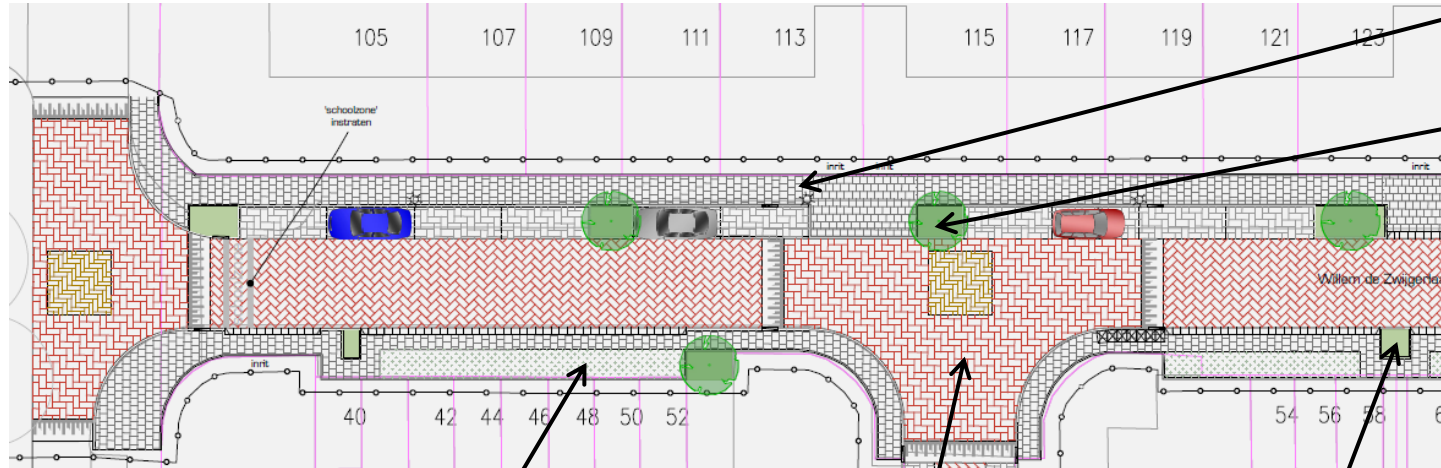 105 107 109 111 113 115 117 119 121 123
'schoolzone'
instraten
inrit inrit inrit
Willem de Zwijgerlaa
inrit
40 42 44 46 48 50 52 54 56 58